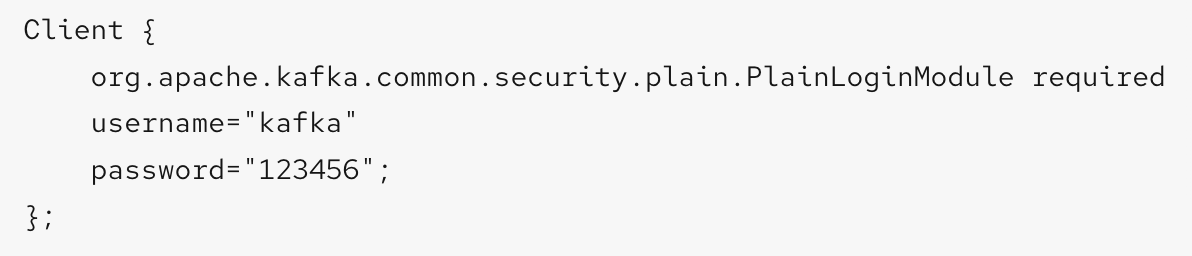 Client {
    org.apache.kafka.common.security.plain.PlainLoginModule required
    username="kafka"
    password="123456";
};